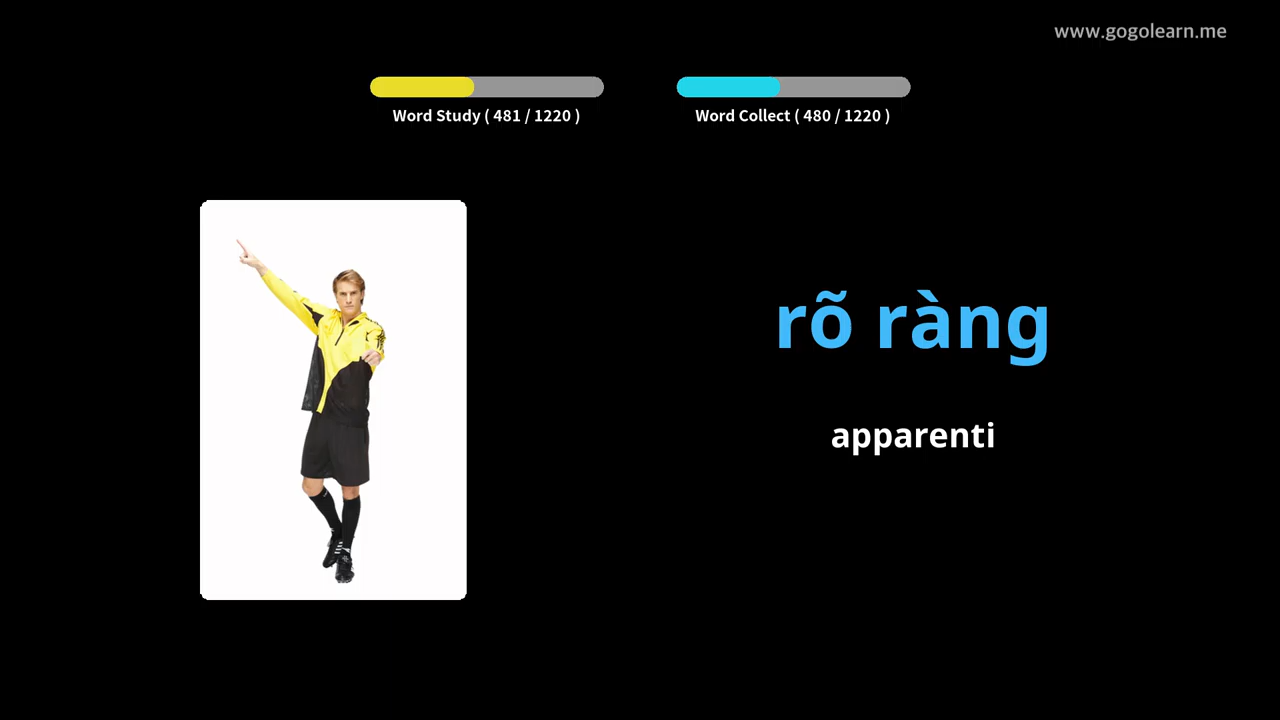 www.gogolearn.me
Word Study ( 481 / 1220 )
Word Collect ( 480 / 1220 )
rõ ràng
apparenti